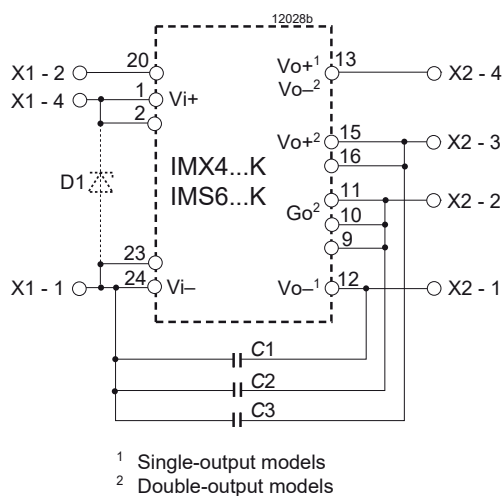 12028b
X1 - 2
20
Vo+¹
13
X2 - 4
Vo–²
X1 - 4
1
Vi+
2
Vo+²
15
X2 - 3
16
IMX4...K
D1
IMS6...K
11
X2 - 2
Go²
10
9
23
X1 - 1
24
Vi–
Vo–¹
12
X2 - 1
C1
C2
C3
¹ Single-output models
² Double-output models